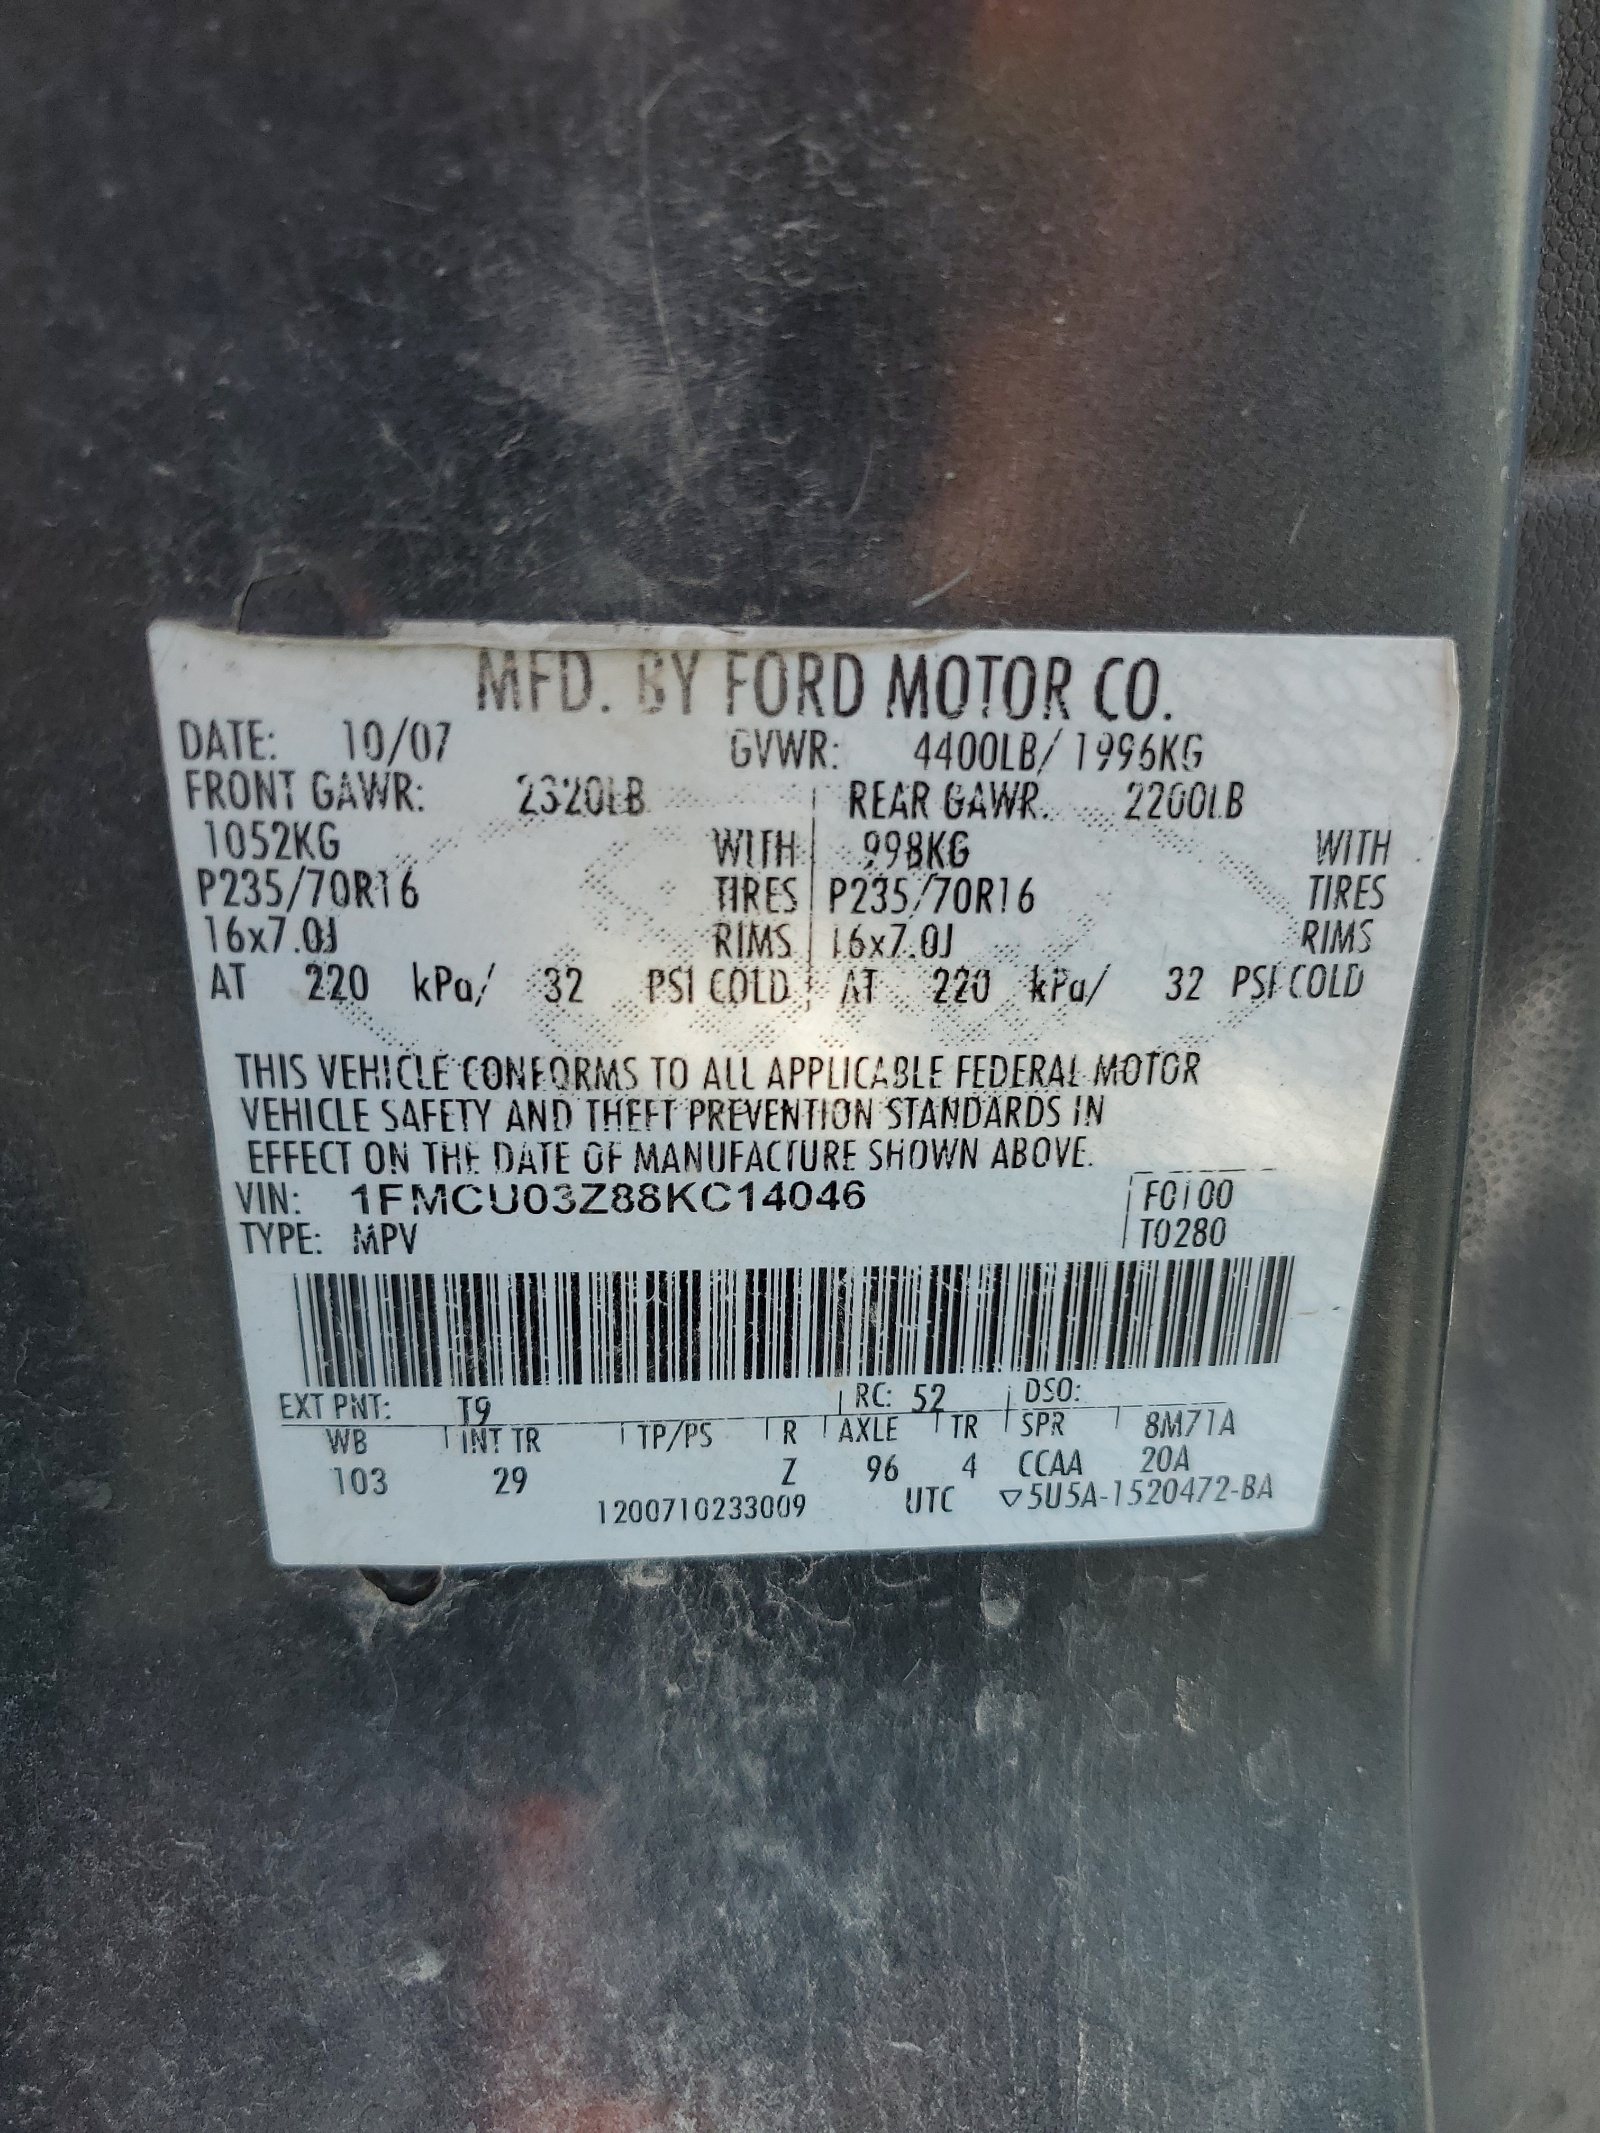 MFD. BY FORD MOTOR CO.
DATE: 10/07 GVWR: 4400LB/ 1996KG
FRONT GAWR: 2320LB REAR GAWR: 2200LB
1052KG WITH 998KG WITH
P235/70R16 TIRES P235/70R16 TIRES
16x7.0J RIMS 16x7.0J RIMS
AT 220 kPa/ 32 PSI COLD AT 220 kPa/ 32 PSI COLD
THIS VEHICLE CONFORMS TO ALL APPLICABLE FEDERAL MOTOR
VEHICLE SAFETY AND THEFT PREVENTION STANDARDS IN
EFFECT ON THE DATE OF MANUFACTURE SHOWN ABOVE.
VIN: 1FMCU03Z88KC14046 F0100
TYPE: MPV T0280
EXT PNT: T9 RC: 52 DSO:
WB INT TR TP/PS R AXLE TR SPR 8M71A
103 29 Z 96 4 CCAA 20A
1200710233009 UTC ▽5U5A-1520472-BA